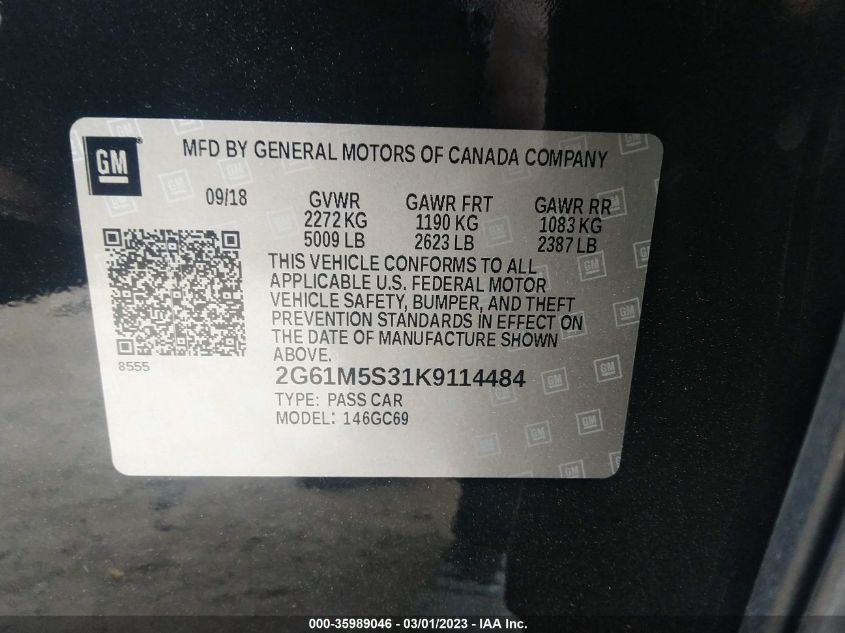 GM
MFD BY GENERAL MOTORS OF CANADA COMPANY
09/18 GVWR GAWR FRT GAWR RR
2272 KG 1190 KG 1083 KG
5009 LB 2623 LB 2387 LB
THIS VEHICLE CONFORMS TO ALL
APPLICABLE U.S. FEDERAL MOTOR
VEHICLE SAFETY, BUMPER, AND THEFT
PREVENTION STANDARDS IN EFFECT ON
THE DATE OF MANUFACTURE SHOWN
ABOVE.
8555
2G61M5S31K9114484
TYPE: PASS CAR
MODEL: 146GC69
000-35989046 - 03/01/2023 - IAA Inc.